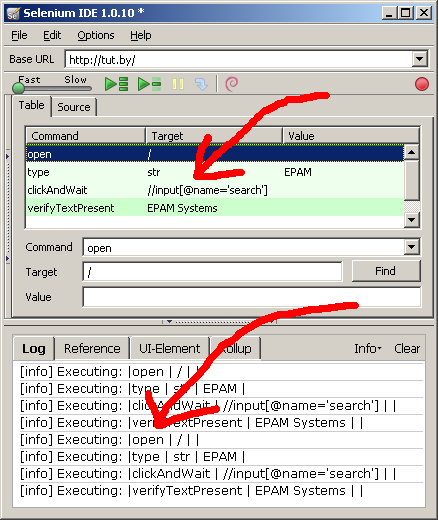 Selenium IDE 1.0.10 *
File Edit Options Help
Base URL http://tut.by/
Fast Slow
Table Source
Command Target Value
open /
type str EPAM
clickAndWait //input[@name='search']
verifyTextPresent EPAM Systems
Command open
Target / Find
Value
Log Reference UI-Element Rollup Info Clear
[info] Executing: |open | / | |
[info] Executing: |type | str | EPAM |
[info] Executing: |clickAndWait | //input[@name='search'] | |
[info] Executing: |verifyTextPresent | EPAM Systems | |
[info] Executing: |open | / | |
[info] Executing: |type | str | EPAM |
[info] Executing: |clickAndWait | //input[@name='search'] | |
[info] Executing: |verifyTextPresent | EPAM Systems | |